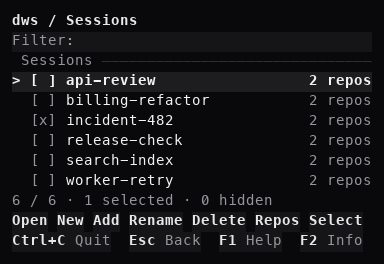 dws / Sessions
Filter:
Sessions
> [ ] api-review 2 repos
[ ] billing-refactor 2 repos
[x] incident-482 2 repos
[ ] release-check 2 repos
[ ] search-index 2 repos
[ ] worker-retry 2 repos
6 / 6 · 1 selected · 0 hidden
Open New Add Rename Delete Repos Select
Ctrl+C Quit Esc Back F1 Help F2 Info